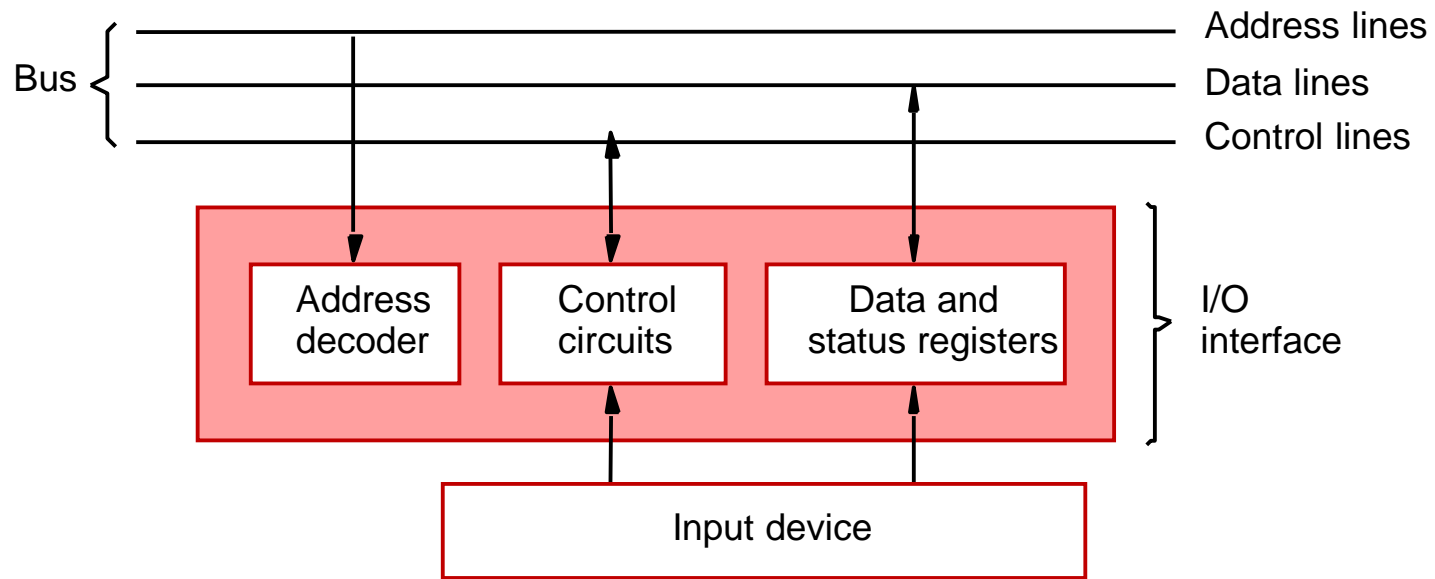 Address lines
Bus
Data lines
Control lines
Address
decoder
Control
circuits
Data and
status registers
I/O
interface
Input device